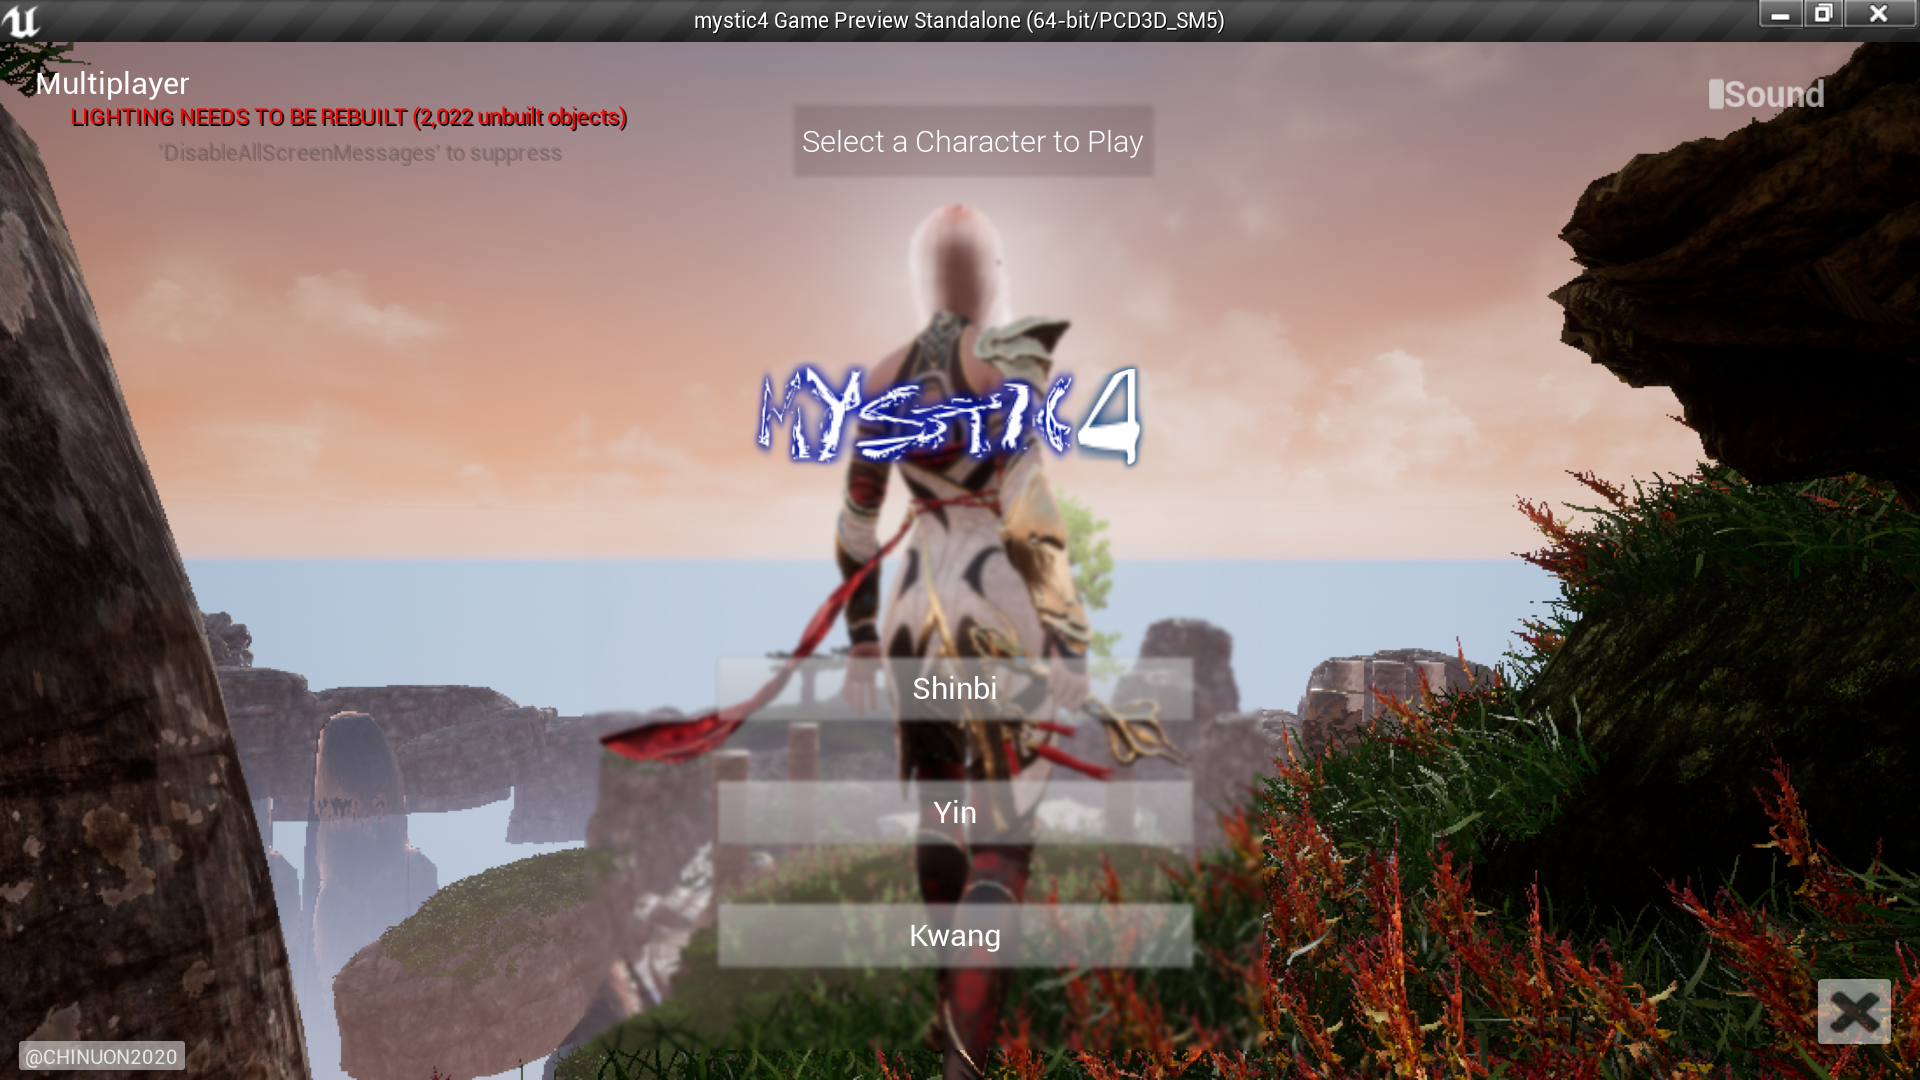 mystic4 Game Preview Standalone (64-bit/PCD3D_SM5)
Multiplayer
LIGHTING NEEDS TO BE REBUILT (2,022 unbuilt objects)
'DisableAllScreenMessages' to suppress
Sound
Select a Character to Play
MYSTIC4
Shinbi
Yin
Kwang
@CHINUON2020